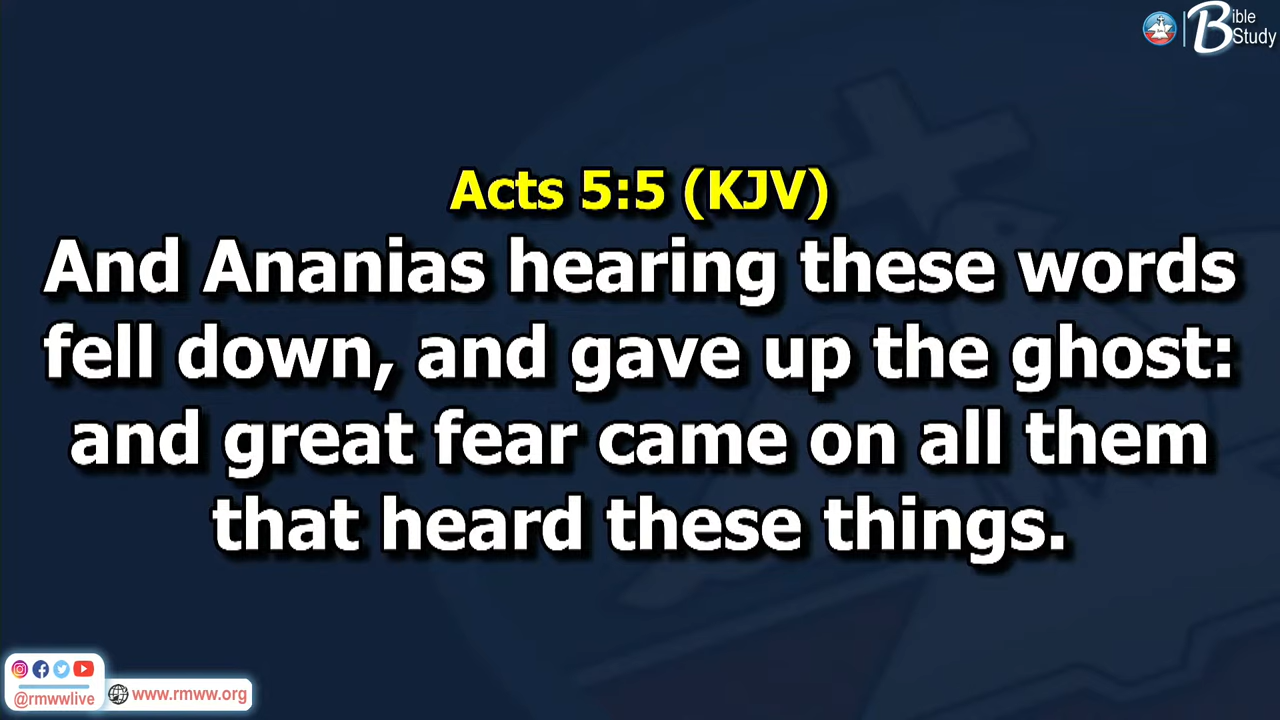 Bible
Study
Acts 5:5 (KJV)
And Ananias hearing these words
fell down, and gave up the ghost:
and great fear came on all them
that heard these things.
@rmwwlive
www.rmww.org